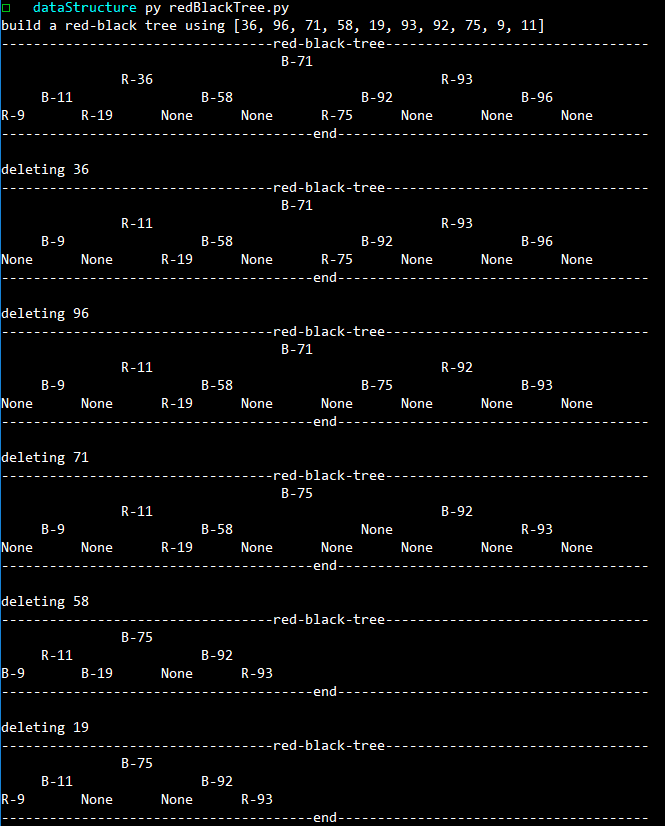 dataStructure py redBlackTree.py
build a red-black tree using [36, 96, 71, 58, 19, 93, 92, 75, 9, 11]
----------------------------------red-black-tree---------------------------------
                                   B-71
               R-36                                    R-93
     B-11                B-58                B-92                B-96
R-9       R-19      None      None      R-75      None      None      None
---------------------------------------end---------------------------------------

deleting 36
----------------------------------red-black-tree---------------------------------
                                   B-71
               R-11                                    R-93
     B-9                 B-58                B-92                B-96
None      None      R-19      None      R-75      None      None      None
---------------------------------------end---------------------------------------

deleting 96
----------------------------------red-black-tree---------------------------------
                                   B-71
               R-11                                    R-92
     B-9                 B-58                B-75                B-93
None      None      R-19      None      None      None      None      None
---------------------------------------end---------------------------------------

deleting 71
----------------------------------red-black-tree---------------------------------
                                   B-75
               R-11                                    B-92
     B-9                 B-58                None                R-93
None      None      R-19      None      None      None      None      None
---------------------------------------end---------------------------------------

deleting 58
----------------------------------red-black-tree---------------------------------
               B-75
     R-11                B-92
B-9       B-19      None      R-93
---------------------------------------end---------------------------------------

deleting 19
----------------------------------red-black-tree---------------------------------
               B-75
     B-11                B-92
R-9       None      None      R-93
---------------------------------------end---------------------------------------